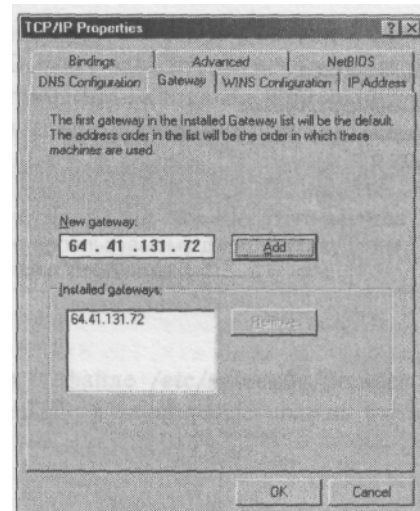 TCP/IP Properties
? X
Bindings Advanced NetBIOS
DNS Configuration Gateway WINS Configuration IP Address
The first gateway in the Installed Gateway list will be the default.
The address order in the list will be the order in which these
machines are used.
New gateway:
64 . 41 .131 . 72 Add
Installed gateways:
64.41.131.72 Remove
OK Cancel